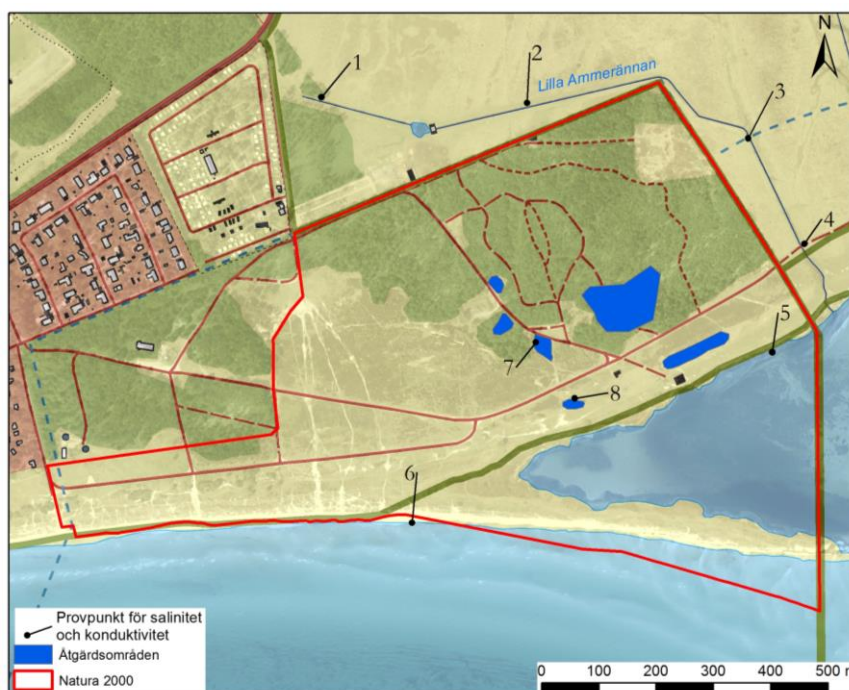 N
1
2
Lilla Ammerännan
3
4
5
6
7
8
Provpunkt för salinitet
och konduktivitet
Åtgärdsområden
Natura 2000
0 100 200 300 400 500 m